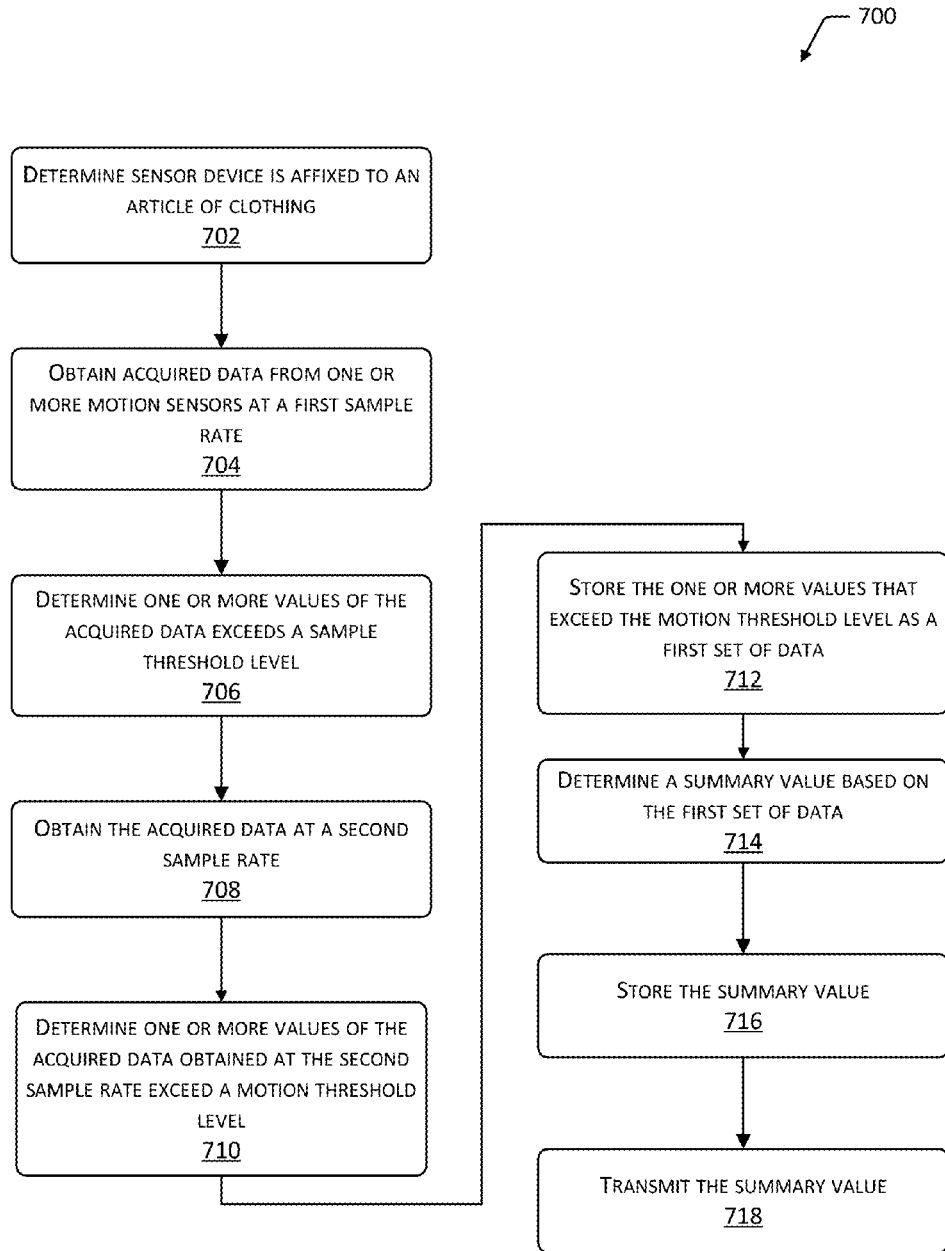 700
DETERMINE SENSOR DEVICE IS AFFIXED TO AN
ARTICLE OF CLOTHING
702
OBTAIN ACQUIRED DATA FROM ONE OR
MORE MOTION SENSORS AT A FIRST SAMPLE
RATE
704
DETERMINE ONE OR MORE VALUES OF THE
ACQUIRED DATA EXCEEDS A SAMPLE
THRESHOLD LEVEL
706
OBTAIN THE ACQUIRED DATA AT A SECOND
SAMPLE RATE
708
DETERMINE ONE OR MORE VALUES OF THE
ACQUIRED DATA OBTAINED AT THE SECOND
SAMPLE RATE EXCEED A MOTION THRESHOLD
LEVEL
710
STORE THE ONE OR MORE VALUES THAT
EXCEED THE MOTION THRESHOLD LEVEL AS A
FIRST SET OF DATA
712
DETERMINE A SUMMARY VALUE BASED ON
THE FIRST SET OF DATA
714
STORE THE SUMMARY VALUE
716
TRANSMIT THE SUMMARY VALUE
718